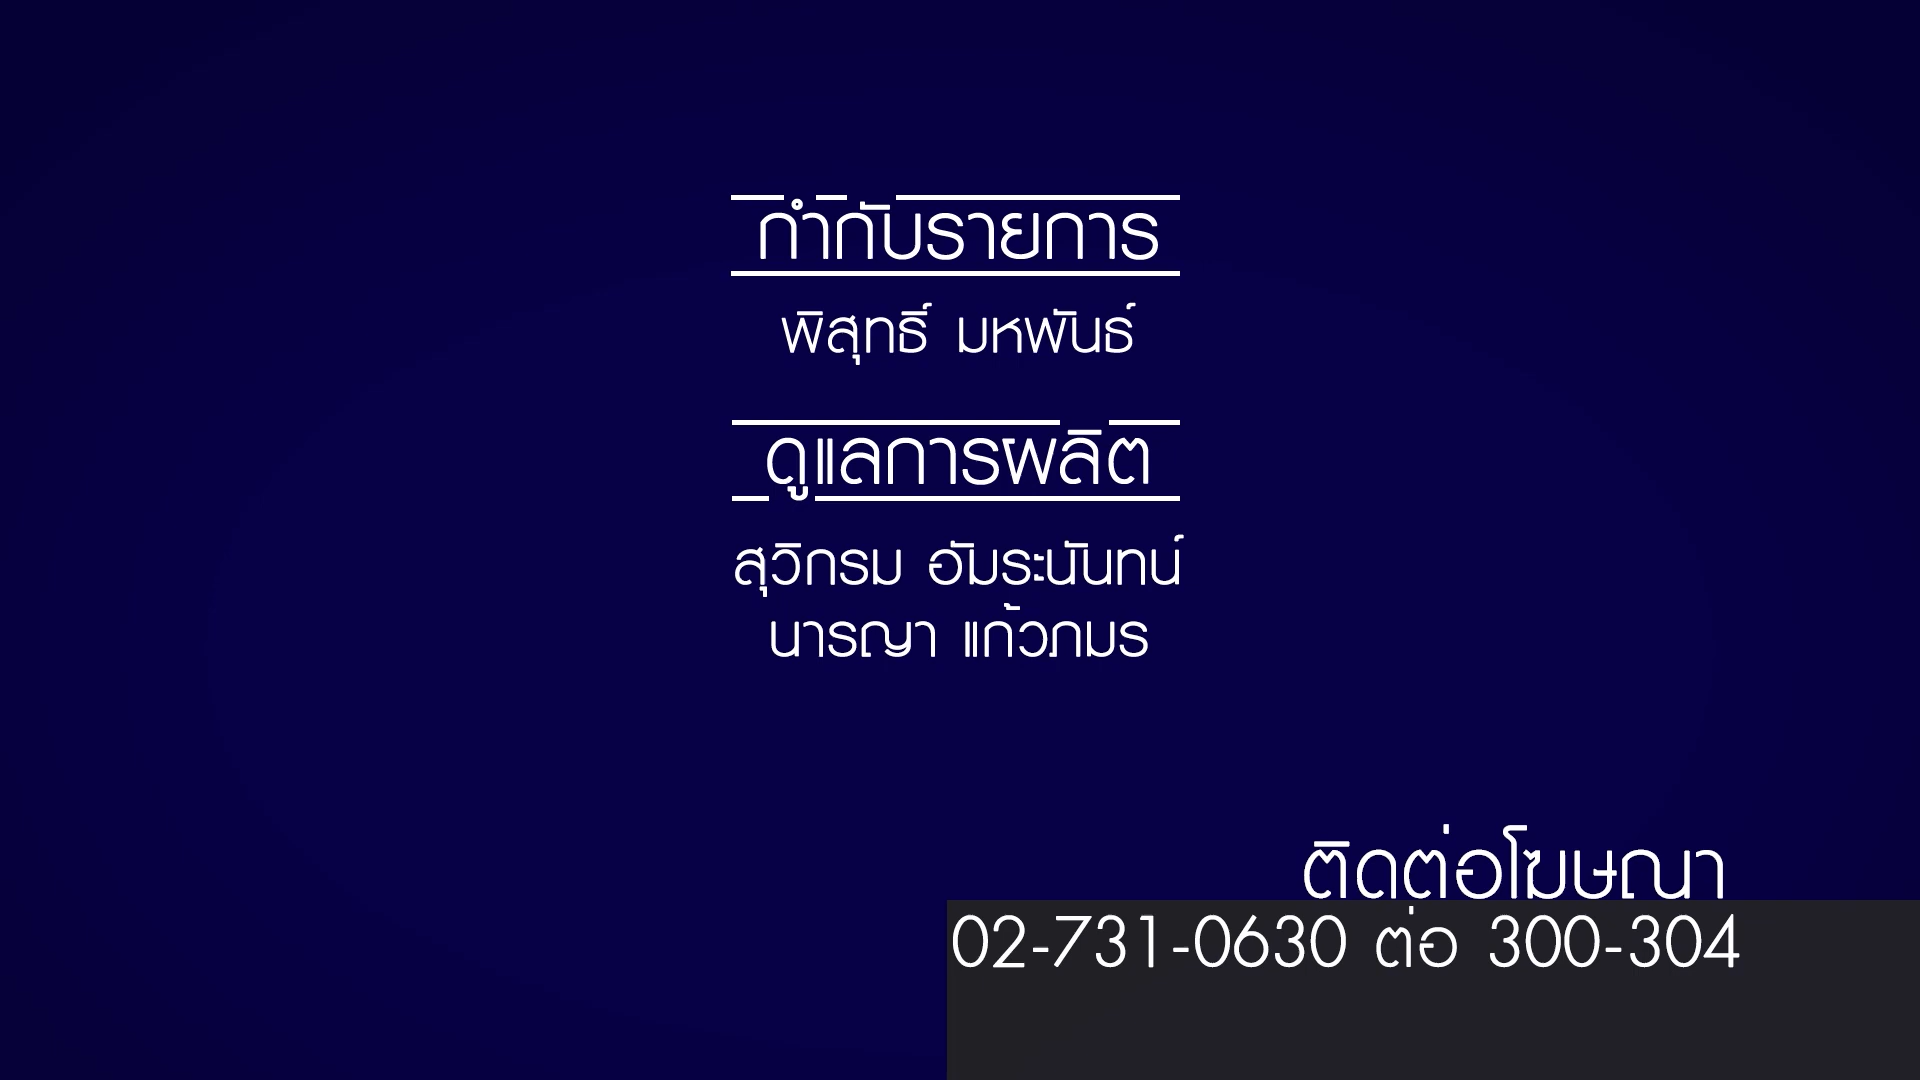 กำกับรายการ
พิสุทธิ์ มหพันธ์
ดูแลการผลิต
สุวิกรม อัมระนันทน์
นารญา แก้วภมร
ติดต่อโฆษณา
02-731-0630 ต่อ 300-304